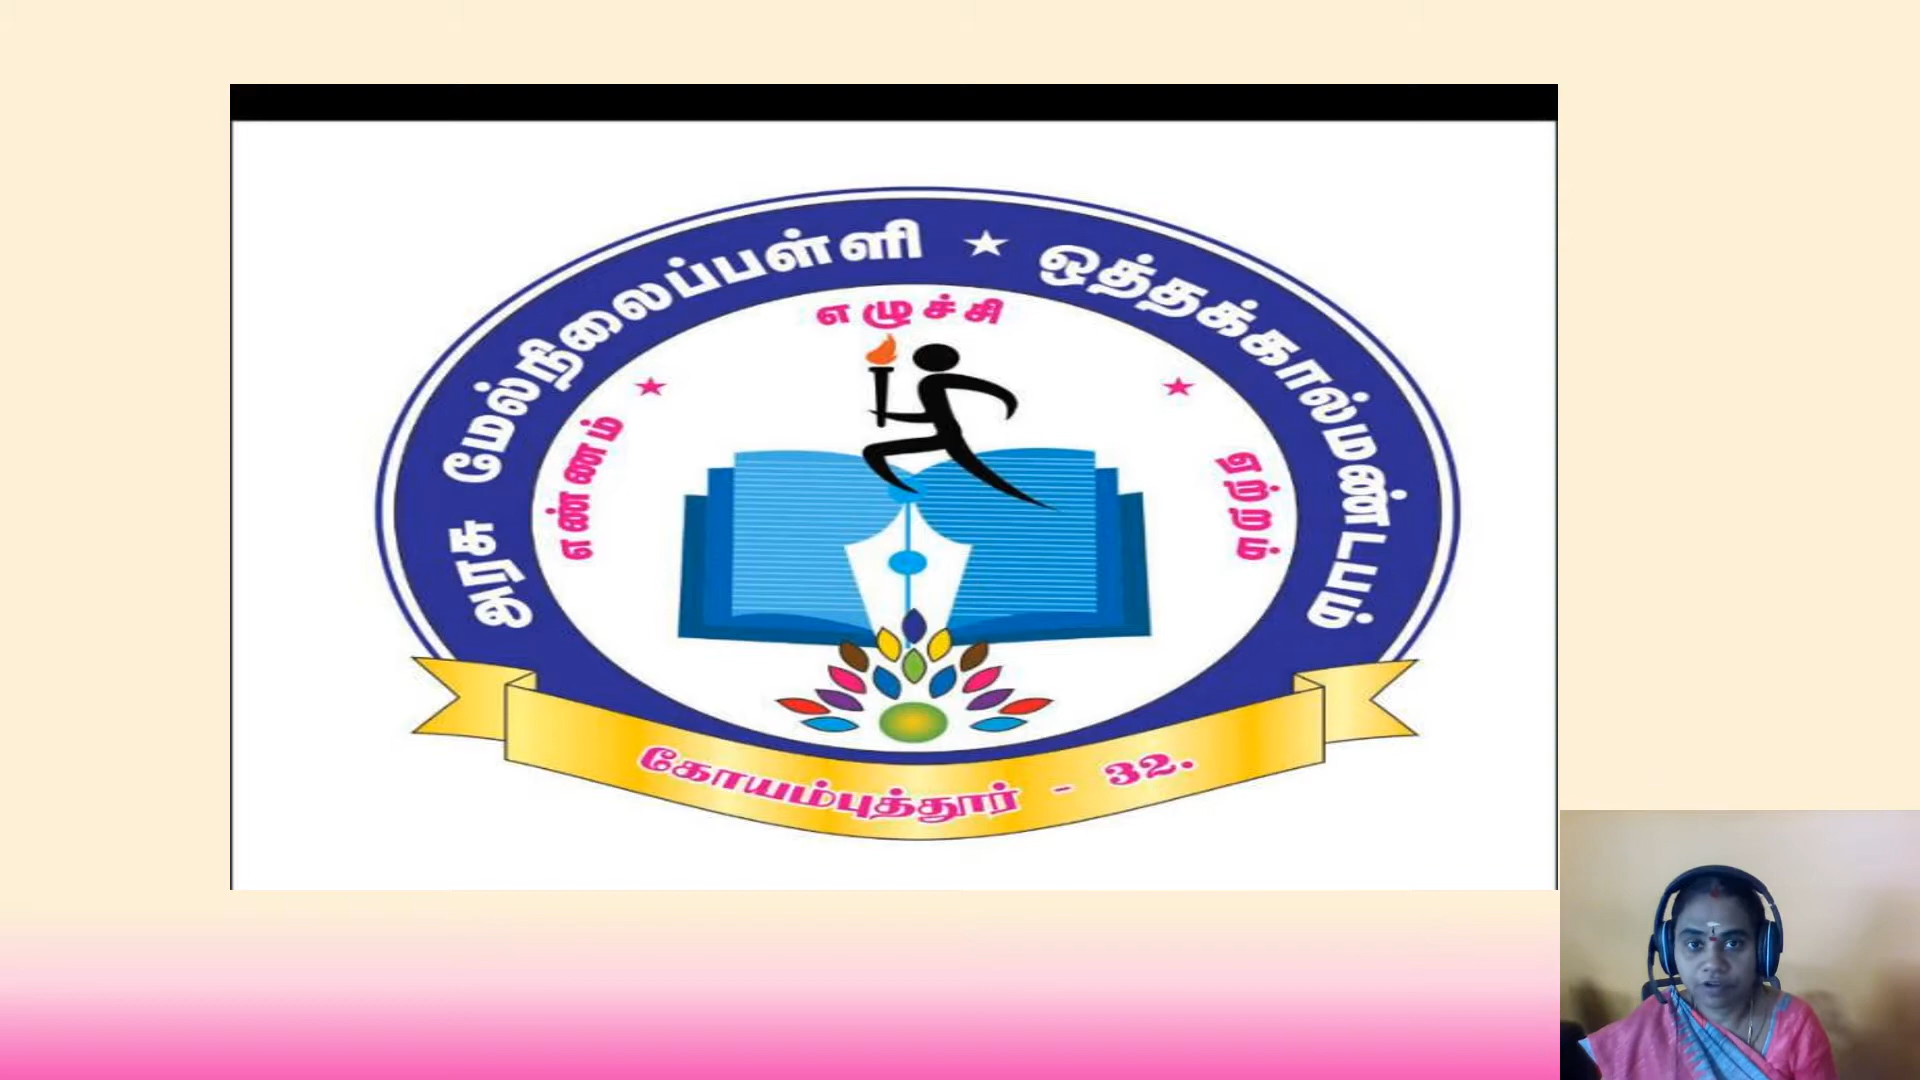 அரசு மேல்நிலைப்பள்ளி ★ ஒத்தக்கால்மண்டபம்
எண்ணம் ★ எழுச்சி ★ ஏற்றம்
கோயம்புத்தூர் - 32.